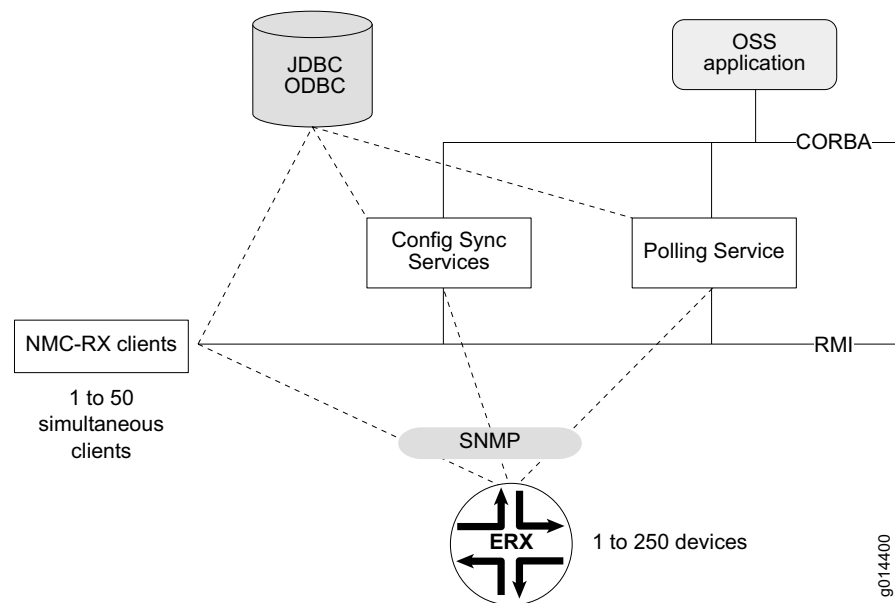 JDBC
ODBC
OSS
application
CORBA
Config Sync
Services
Polling Service
NMC-RX clients
RMI
1 to 50
simultaneous
clients
SNMP
ERX
1 to 250 devices
g014400